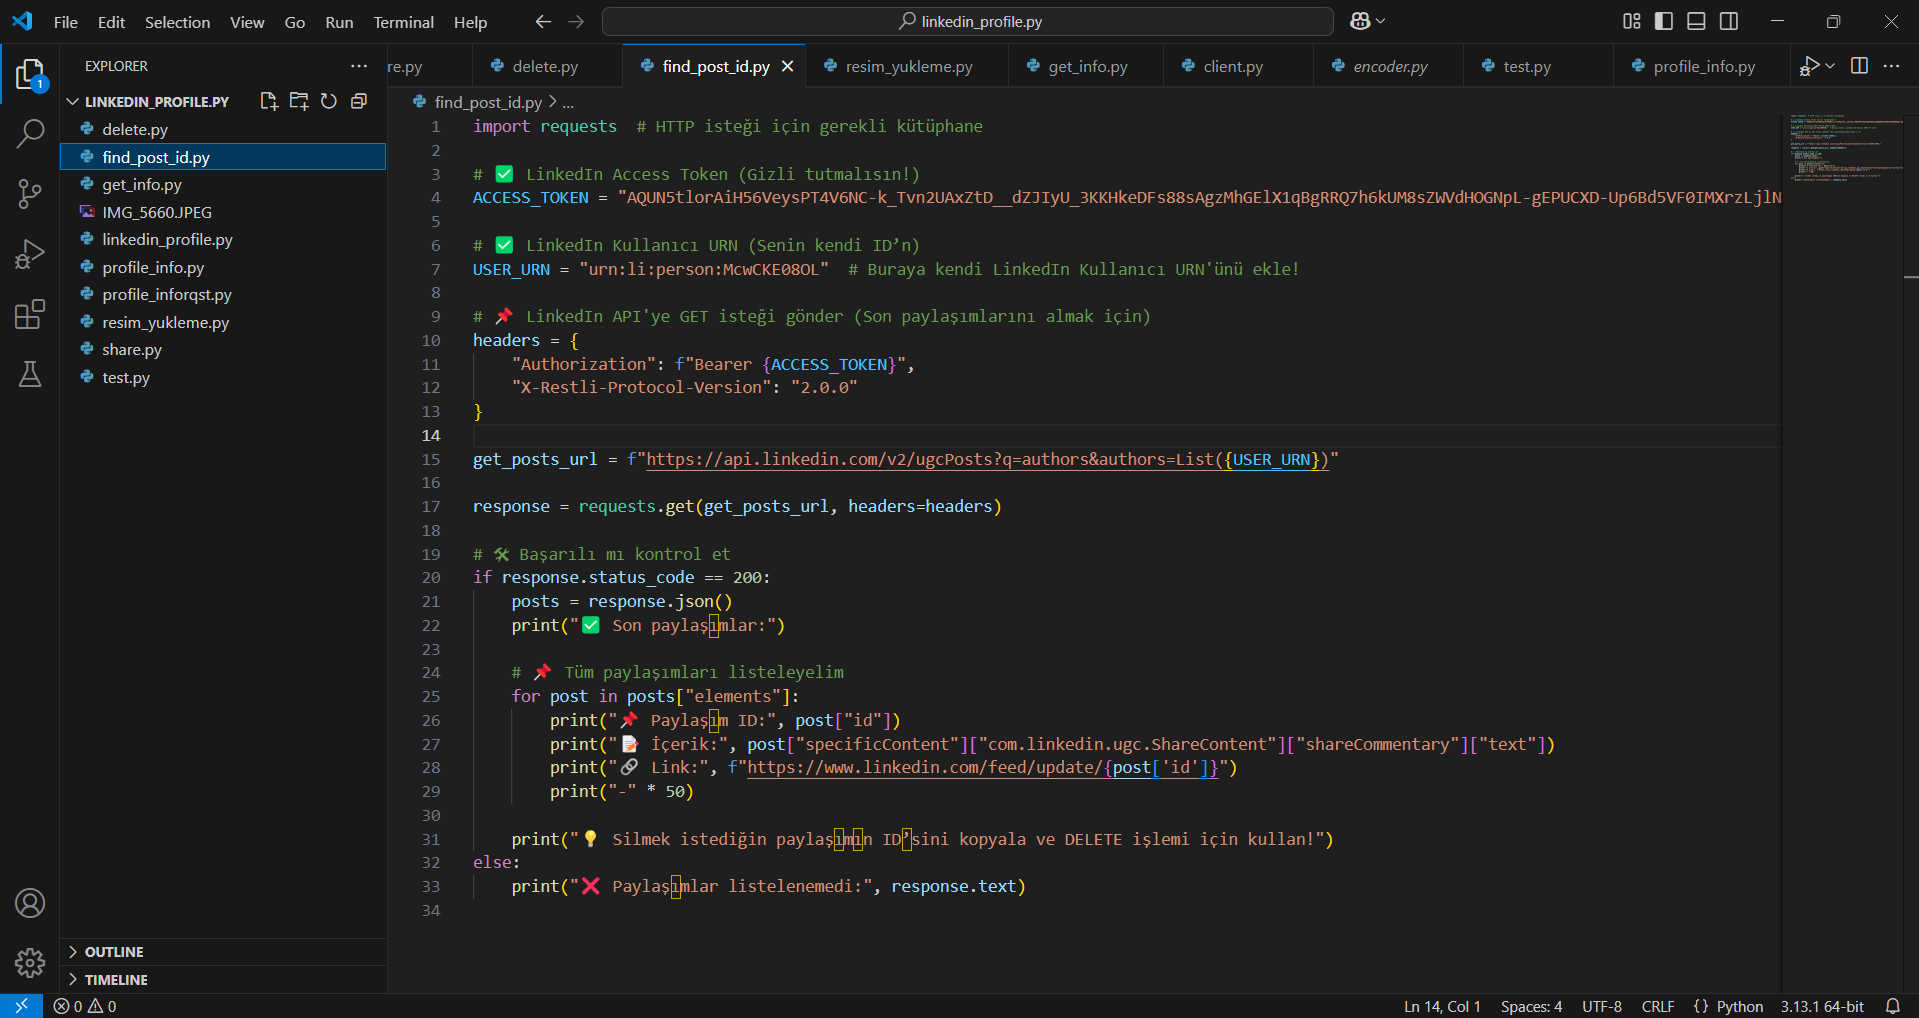 File Edit Selection View Go Run Terminal Help
linkedin_profile.py
EXPLORER
LINKEDIN_PROFILE.PY
delete.py
find_post_id.py
get_info.py
IMG_5660.JPEG
linkedin_profile.py
profile_info.py
profile_inforqst.py
resim_yukleme.py
share.py
test.py
OUTLINE
TIMELINE
1
re.py delete.py find_post_id.py resim_yukleme.py get_info.py client.py encoder.py test.py profile_info.py
find_post_id.py > ...
1 import requests # HTTP isteği için gerekli kütüphane
2
3 # ✅ LinkedIn Access Token (Gizli tutmalısın!)
4 ACCESS_TOKEN =
5
6 # ✅ LinkedIn Kullanıcı URN (Senin kendi ID’n)
7 USER_URN = "urn:li:person:McwCKE08OL" # Buraya kendi LinkedIn Kullanıcı URN'ünü ekle!
8
9 # 📌 LinkedIn API'ye GET isteği gönder (Son paylaşımlarını almak için)
10 headers = {
11 "Authorization": f"Bearer {ACCESS_TOKEN}",
12 "X-Restli-Protocol-Version": "2.0.0"
13 }
14
15 get_posts_url = f"https://api.linkedin.com/v2/ugcPosts?q=authors&authors=List({USER_URN})"
16
17 response = requests.get(get_posts_url, headers=headers)
18
19 # 🛠 Başarılı mı kontrol et
20 if response.status_code == 200:
21 posts = response.json()
22 print("✅ Son paylaşımlar:")
23
24 # 📌 Tüm paylaşımları listeleyelim
25 for post in posts["elements"]:
26 print("📌 Paylaşım ID:", post["id"])
27 print("📝 İçerik:", post["specificContent"]["com.linkedin.ugc.ShareContent"]["shareCommentary"]["text"])
28 print("🔗 Link:", f"https://www.linkedin.com/feed/update/{post['id']}")
29 print("-" * 50)
30
31 print("💡 Silmek istediğin paylaşımın ID’sini kopyala ve DELETE işlemi için kullan!")
32 else:
33 print("❌ Paylaşımlar listelenemedi:", response.text)
34
0 0 Ln 14, Col 1 Spaces: 4 UTF-8 CRLF {} Python 3.13.1 64-bit